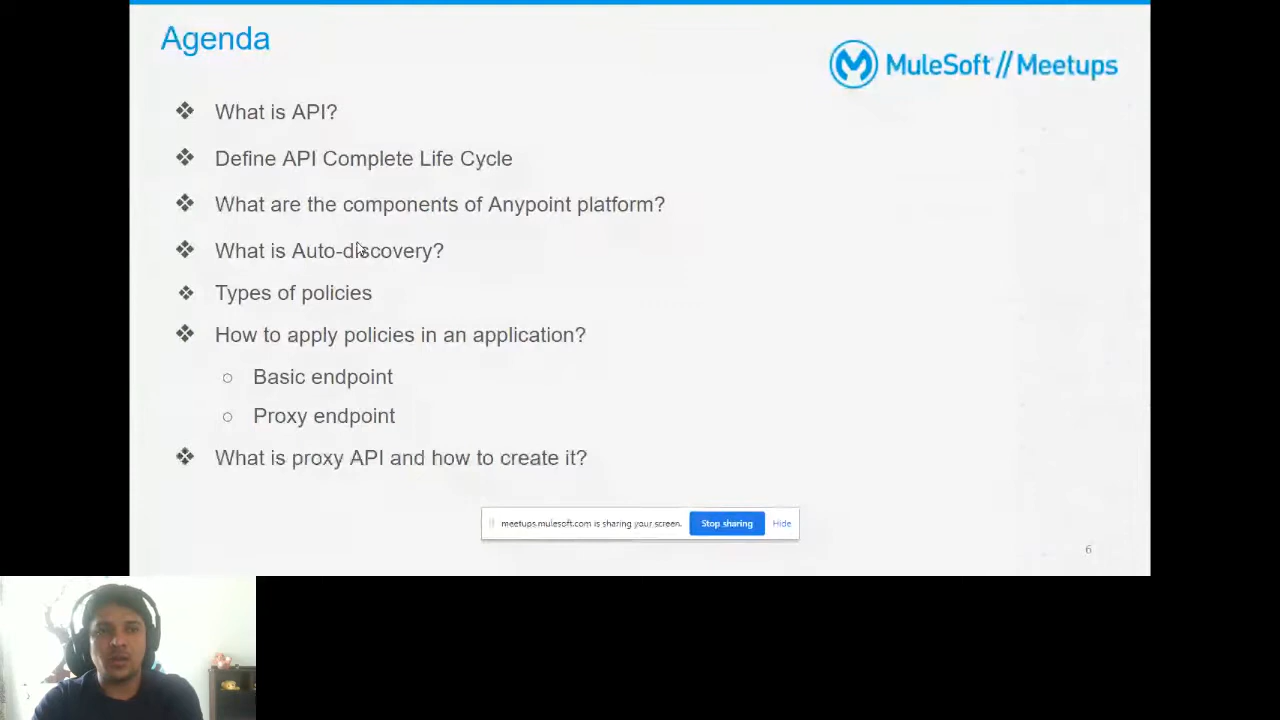 Agenda
MuleSoft // Meetups
What is API?
Define API Complete Life Cycle
What are the components of Anypoint platform?
What is Auto-discovery?
Types of policies
How to apply policies in an application?
Basic endpoint
Proxy endpoint
What is proxy API and how to create it?
meetups.mulesoft.com is sharing your screen. Stop sharing Hide
6